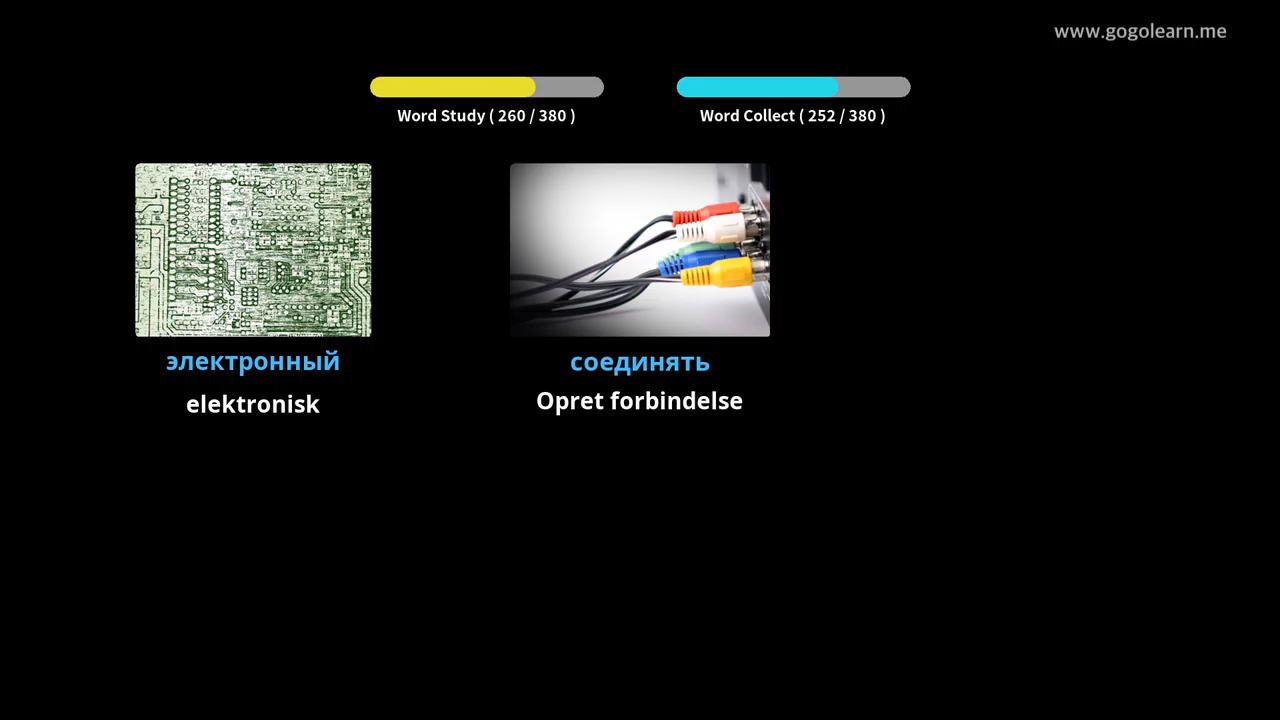 www.gogolearn.me
Word Study ( 260 / 380 )
Word Collect ( 252 / 380 )
электронный
elektronisk
соединять
Opret forbindelse